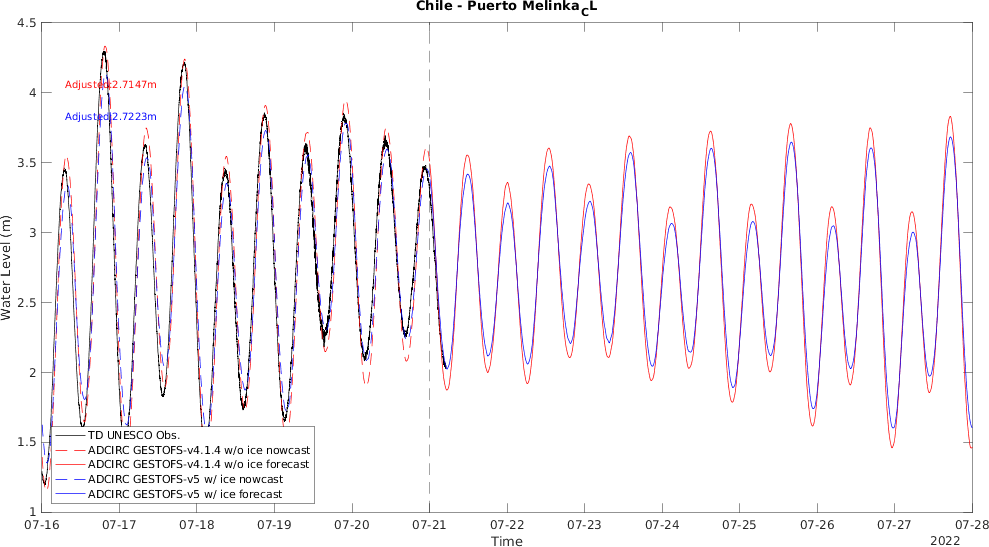 Chile - Puerto Melinka_CL
4.5
4
3.5
3
2.5
2
1.5
1
Water Level (m)
Adjusted:2.7147m
Adjusted:2.7223m
TD UNESCO Obs.
ADCIRC GESTOFS-v4.1.4 w/o ice nowcast
ADCIRC GESTOFS-v4.1.4 w/o ice forecast
ADCIRC GESTOFS-v5 w/ ice nowcast
ADCIRC GESTOFS-v5 w/ ice forecast
07-16 07-17 07-18 07-19 07-20 07-21 07-22 07-23 07-24 07-25 07-26 07-27 07-28
Time
2022